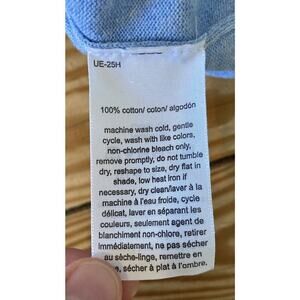 UE-25H
100% cotton/ coton/ algodón
machine wash cold, gentle
cycle, wash with like colors,
non-chlorine bleach only,
remove promptly, do not tumble
dry, reshape to size, dry flat in
shade, low heat iron if
necessary, dry clean/laver à la
machine à l'eau froide, cycle
délicat, laver en séparant les
couleurs, seulement agent de
blanchiment non-chlore, retirer
immédiatement, ne pas sécher
au sèche-linge, remettre en
e, sécher à plat à l'ombre.